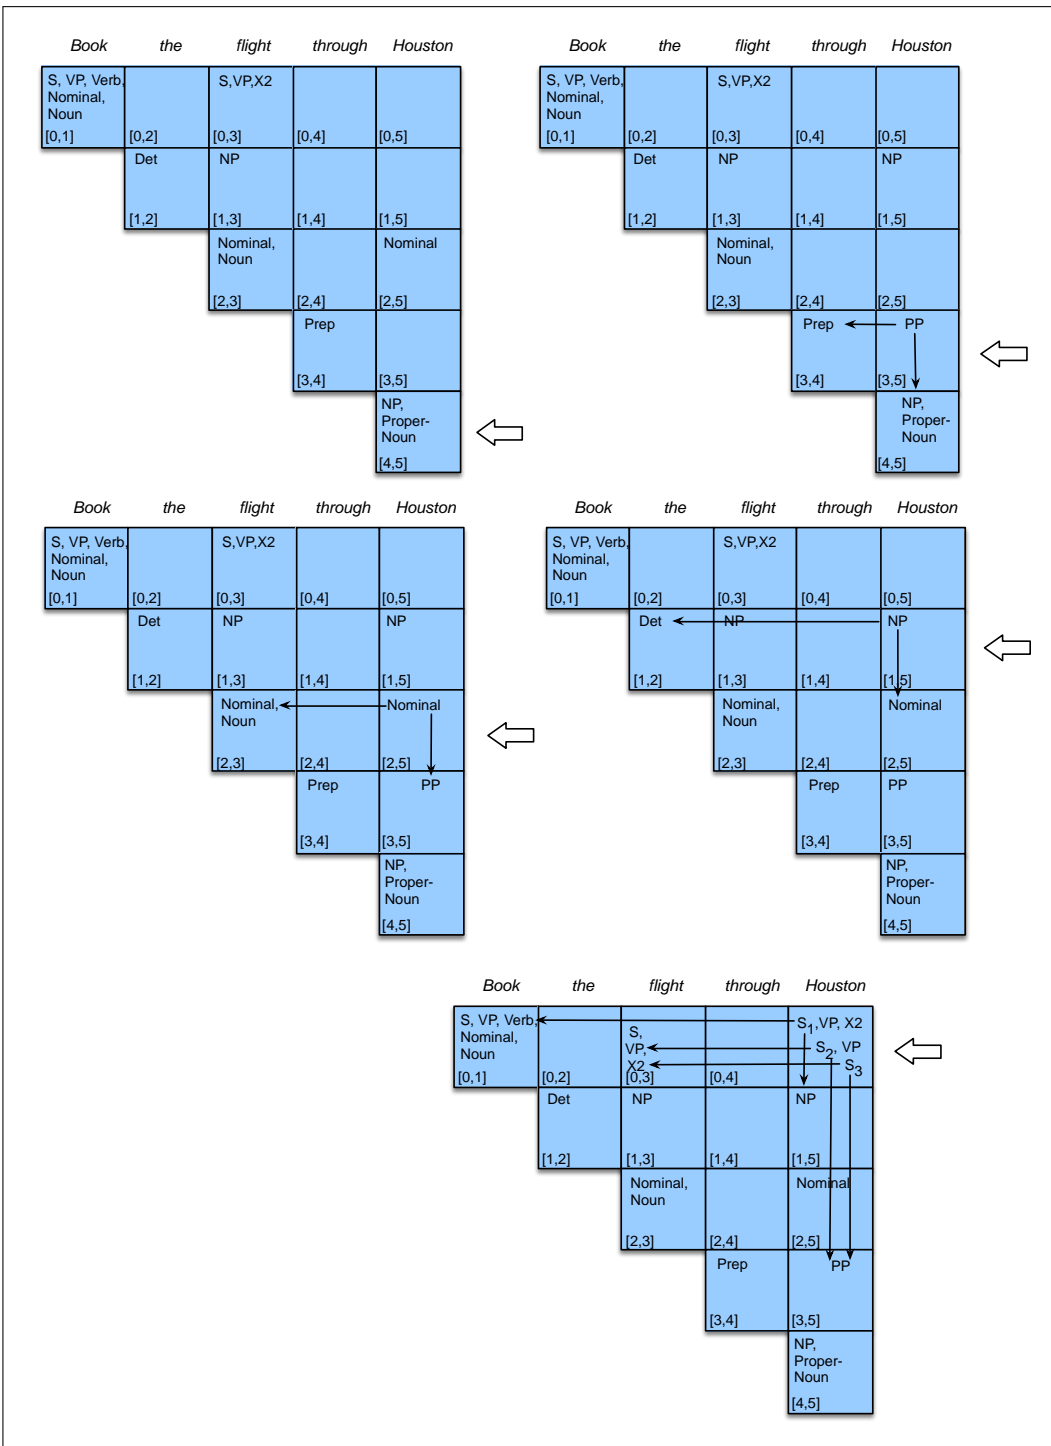 Book the flight through Houston
S, VP, Verb,
Nominal,
Noun
S,VP,X2
[0,1] [0,2] [0,3] [0,4] [0,5]
Det NP
[1,2] [1,3] [1,4] [1,5]
Nominal,
Noun
Nominal
[2,3] [2,4] [2,5]
Prep
[3,4] [3,5]
NP,
Proper-
Noun
[4,5]
Book the flight through Houston
S, VP, Verb,
Nominal,
Noun
S,VP,X2
[0,1] [0,2] [0,3] [0,4] [0,5]
Det NP NP
[1,2] [1,3] [1,4] [1,5]
Nominal,
Noun
[2,3] [2,4] [2,5]
Prep PP
[3,4] [3,5]
NP,
Proper-
Noun
[4,5]
Book the flight through Houston
S, VP, Verb,
Nominal,
Noun
S,VP,X2
[0,1] [0,2] [0,3] [0,4] [0,5]
Det NP NP
[1,2] [1,3] [1,4] [1,5]
Nominal,
Noun
Nominal
[2,3] [2,4] [2,5]
Prep PP
[3,4] [3,5]
NP,
Proper-
Noun
[4,5]
Book the flight through Houston
S, VP, Verb,
Nominal,
Noun
S,VP,X2
[0,1] [0,2] [0,3] [0,4] [0,5]
Det NP NP
[1,2] [1,3] [1,4] [1,5]
Nominal,
Noun
Nominal
[2,3] [2,4] [2,5]
Prep PP
[3,4] [3,5]
NP,
Proper-
Noun
[4,5]
Book the flight through Houston
S, VP, Verb,
Nominal,
Noun
S,
VP,
X2
S1,VP, X2
S2, VP
S3
[0,1] [0,2] [0,3] [0,4]
Det NP NP
[1,2] [1,3] [1,4] [1,5]
Nominal,
Noun
Nominal
[2,3] [2,4] [2,5]
Prep PP
[3,4] [3,5]
NP,
Proper-
Noun
[4,5]